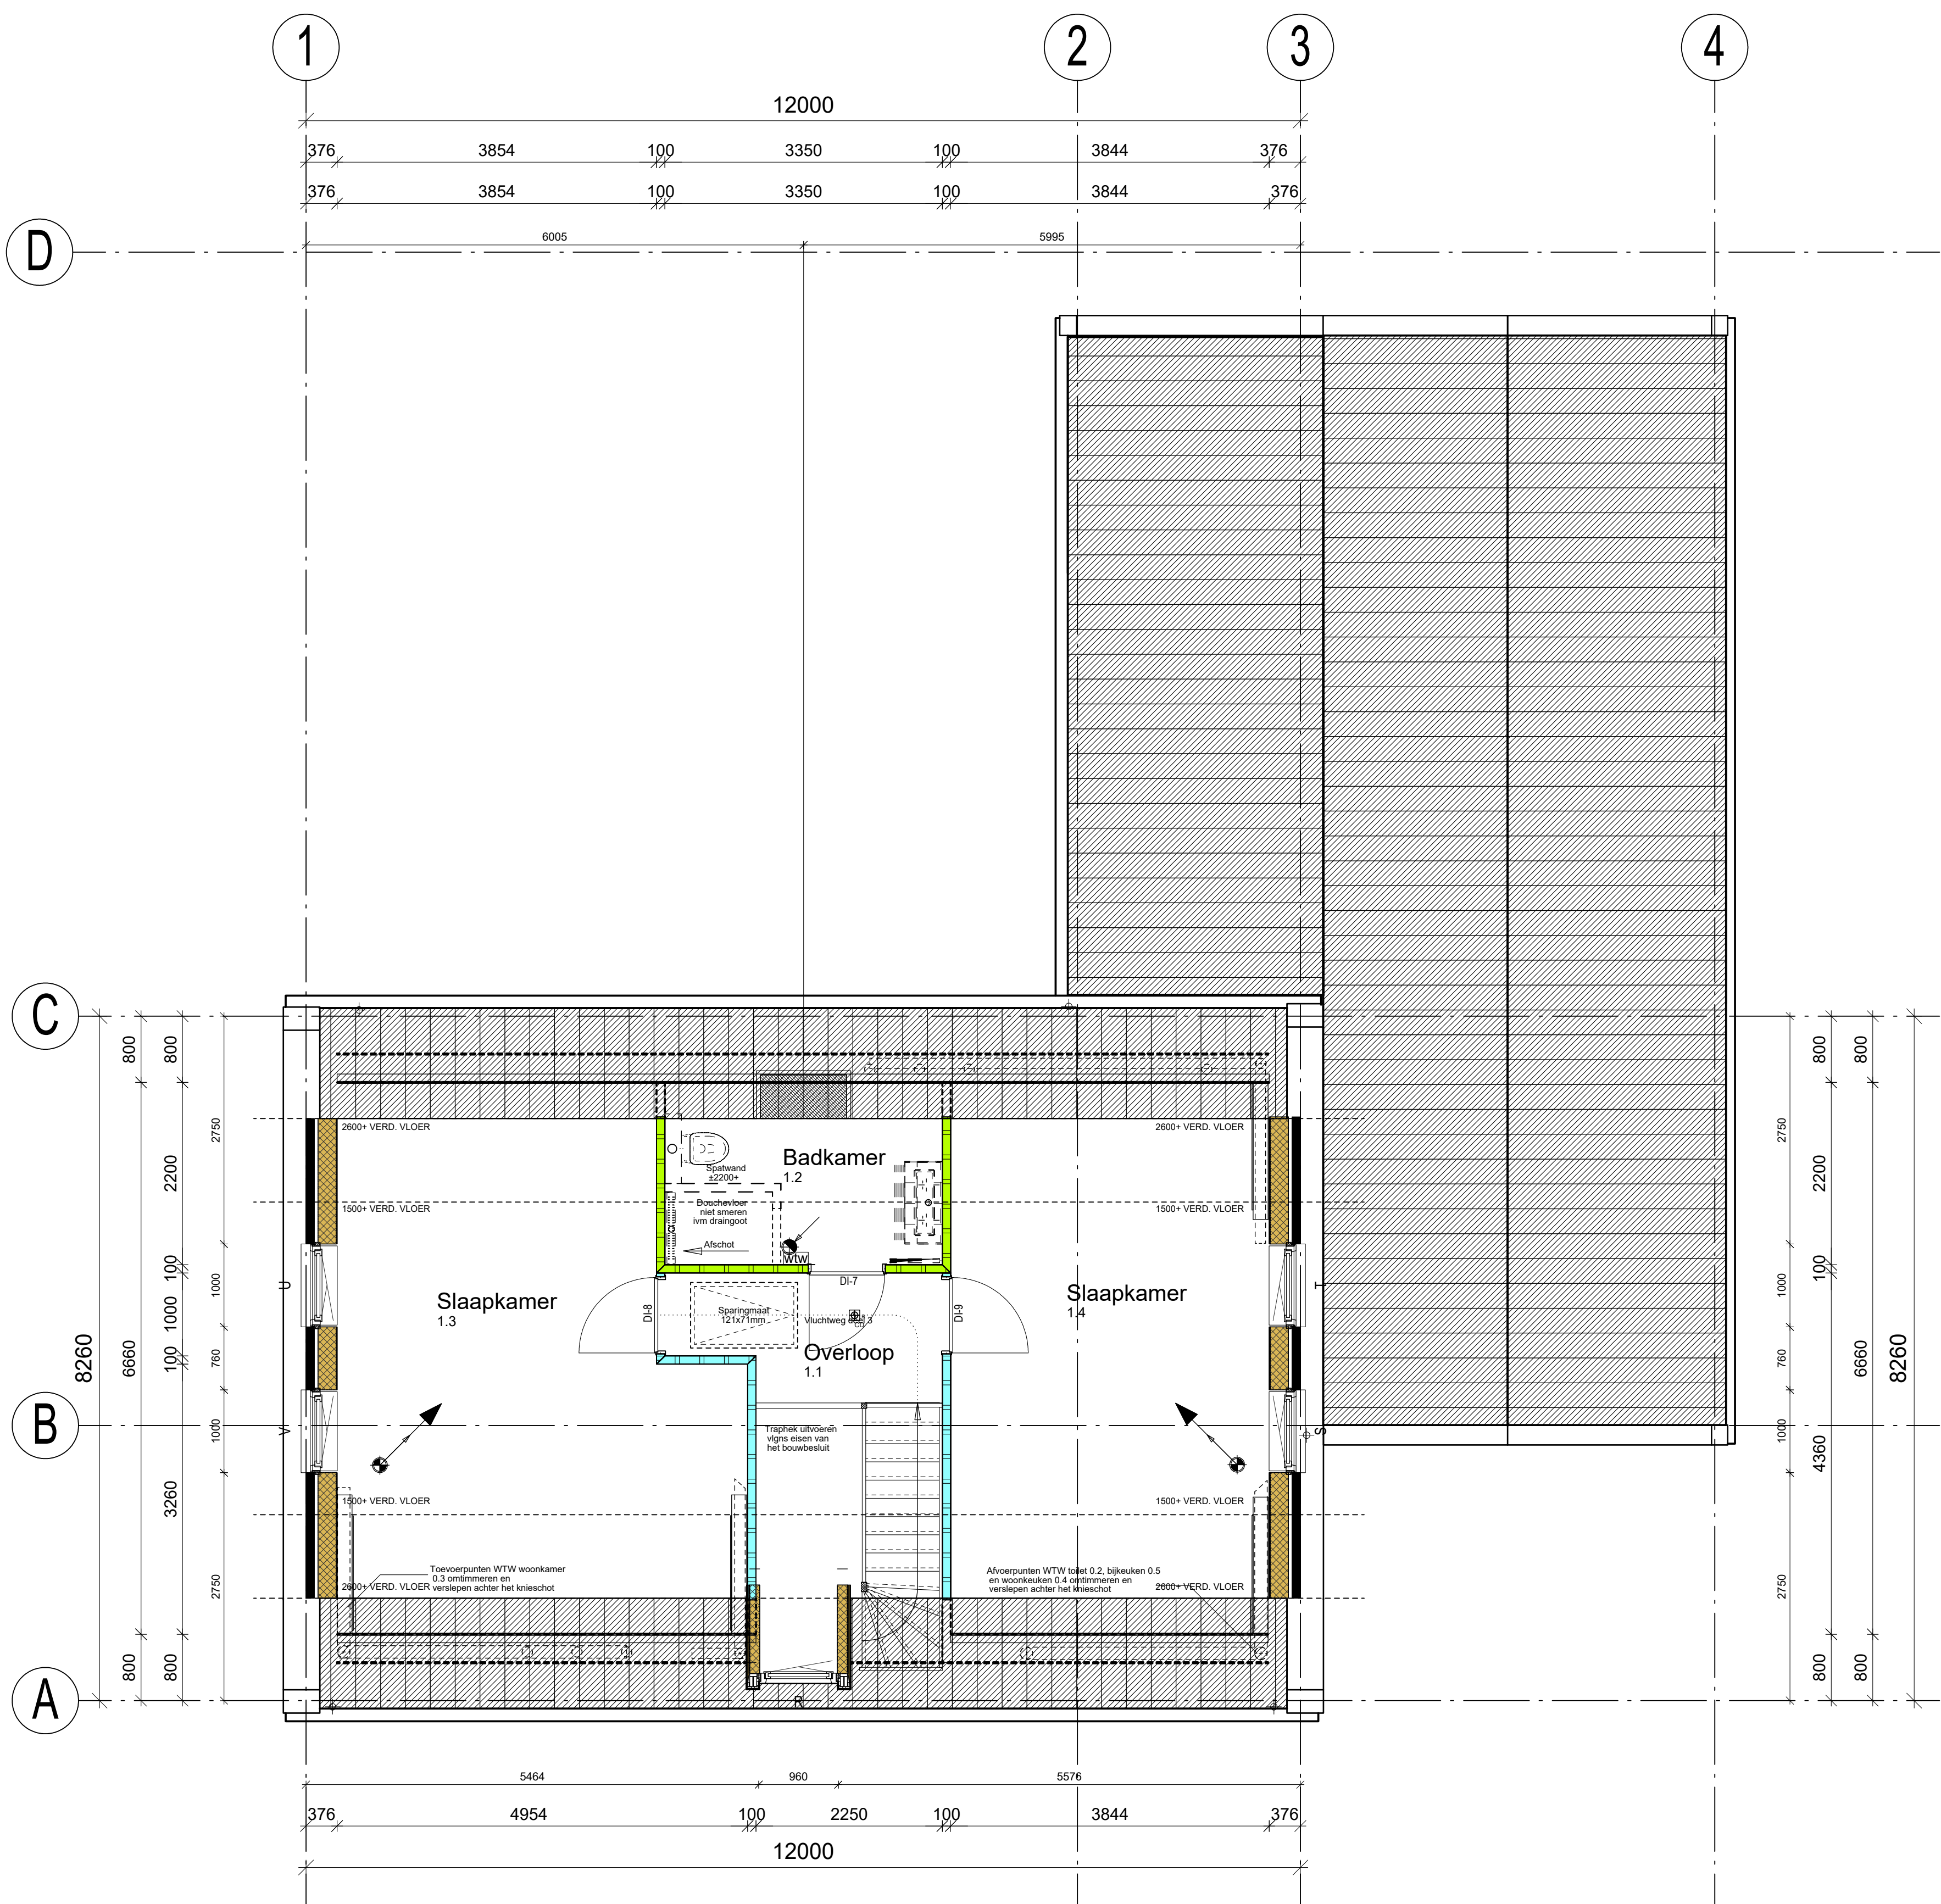 1
2
3
4
12000
376
3854
100
3350
100
3844
376
376
3854
100
3350
100
3844
376
D
6005
5995
C
800
800
800
800
2750
2200
100
1000
1000
100
760
1000
3260
2750
6660
8260
800
800
B
A
2600+ VERD. VLOER
2600+ VERD. VLOER
1500+ VERD. VLOER
1500+ VERD. VLOER
Badkamer
1.2
Spatwand
±2200+
Douchevloer
niet smeren
ivm draingoot
Afschot
wtw
DI-7
DI-8
DI-9
U
T
V
S
Slaapkamer
1.3
Slaapkamer
1.4
Sparingmaat
121x71mm
Vluchtweg
Overloop
1.1
Traphek uitvoeren
vlgns eisen van
het bouwbesluit
1500+ VERD. VLOER
1500+ VERD. VLOER
Toevoerpunten WTW woonkamer
0.3 omtimmeren en
verslepen achter het knieschot
2600+ VERD. VLOER
Afvoerpunten WTW toilet 0.2, bijkeuken 0.5
en woonkeuken 0.4 omtimmeren en
verslepen achter het knieschot
2600+ VERD. VLOER
R
2750
2200
100
1000
760
1000
4360
2750
6660
8260
800
800
5464
960
5576
376
4954
100
2250
100
3844
376
12000